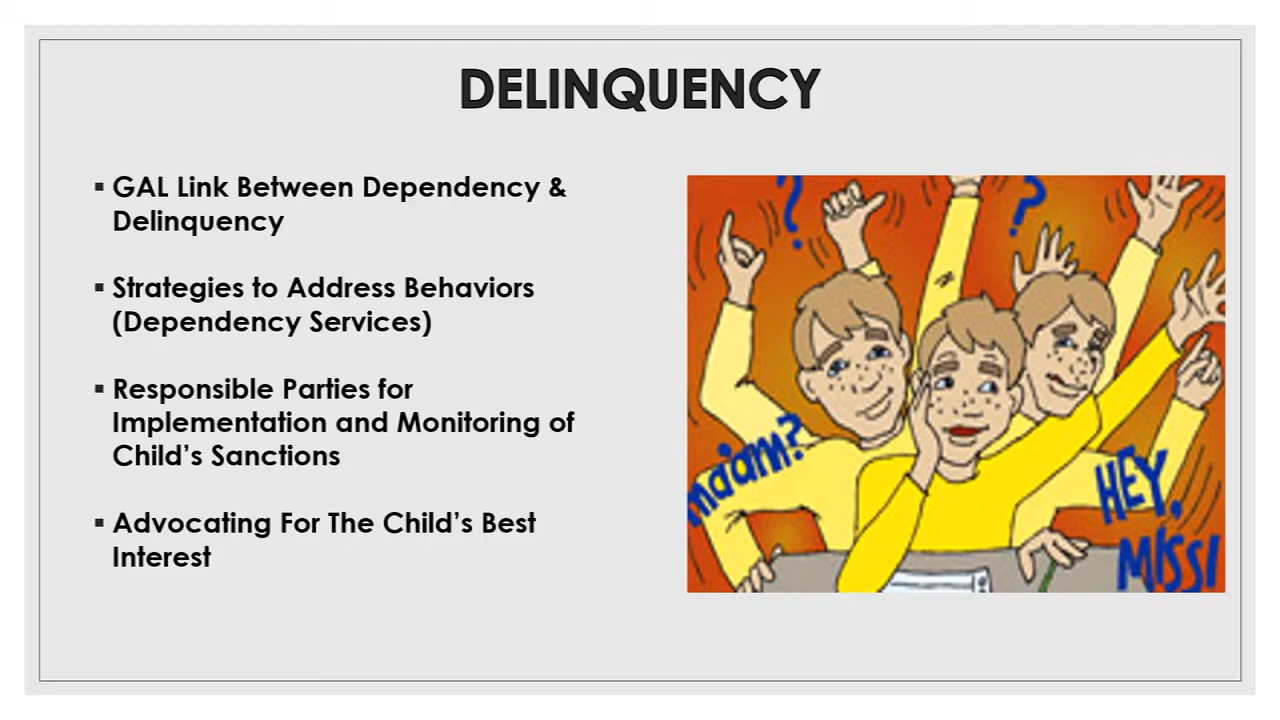 DELINQUENCY
▪ GAL Link Between Dependency &
Delinquency
▪ Strategies to Address Behaviors
(Dependency Services)
▪ Responsible Parties for
Implementation and Monitoring of
Child's Sanctions
▪ Advocating For The Child's Best
Interest
?
?
ma'am?
HEY,
MISS!